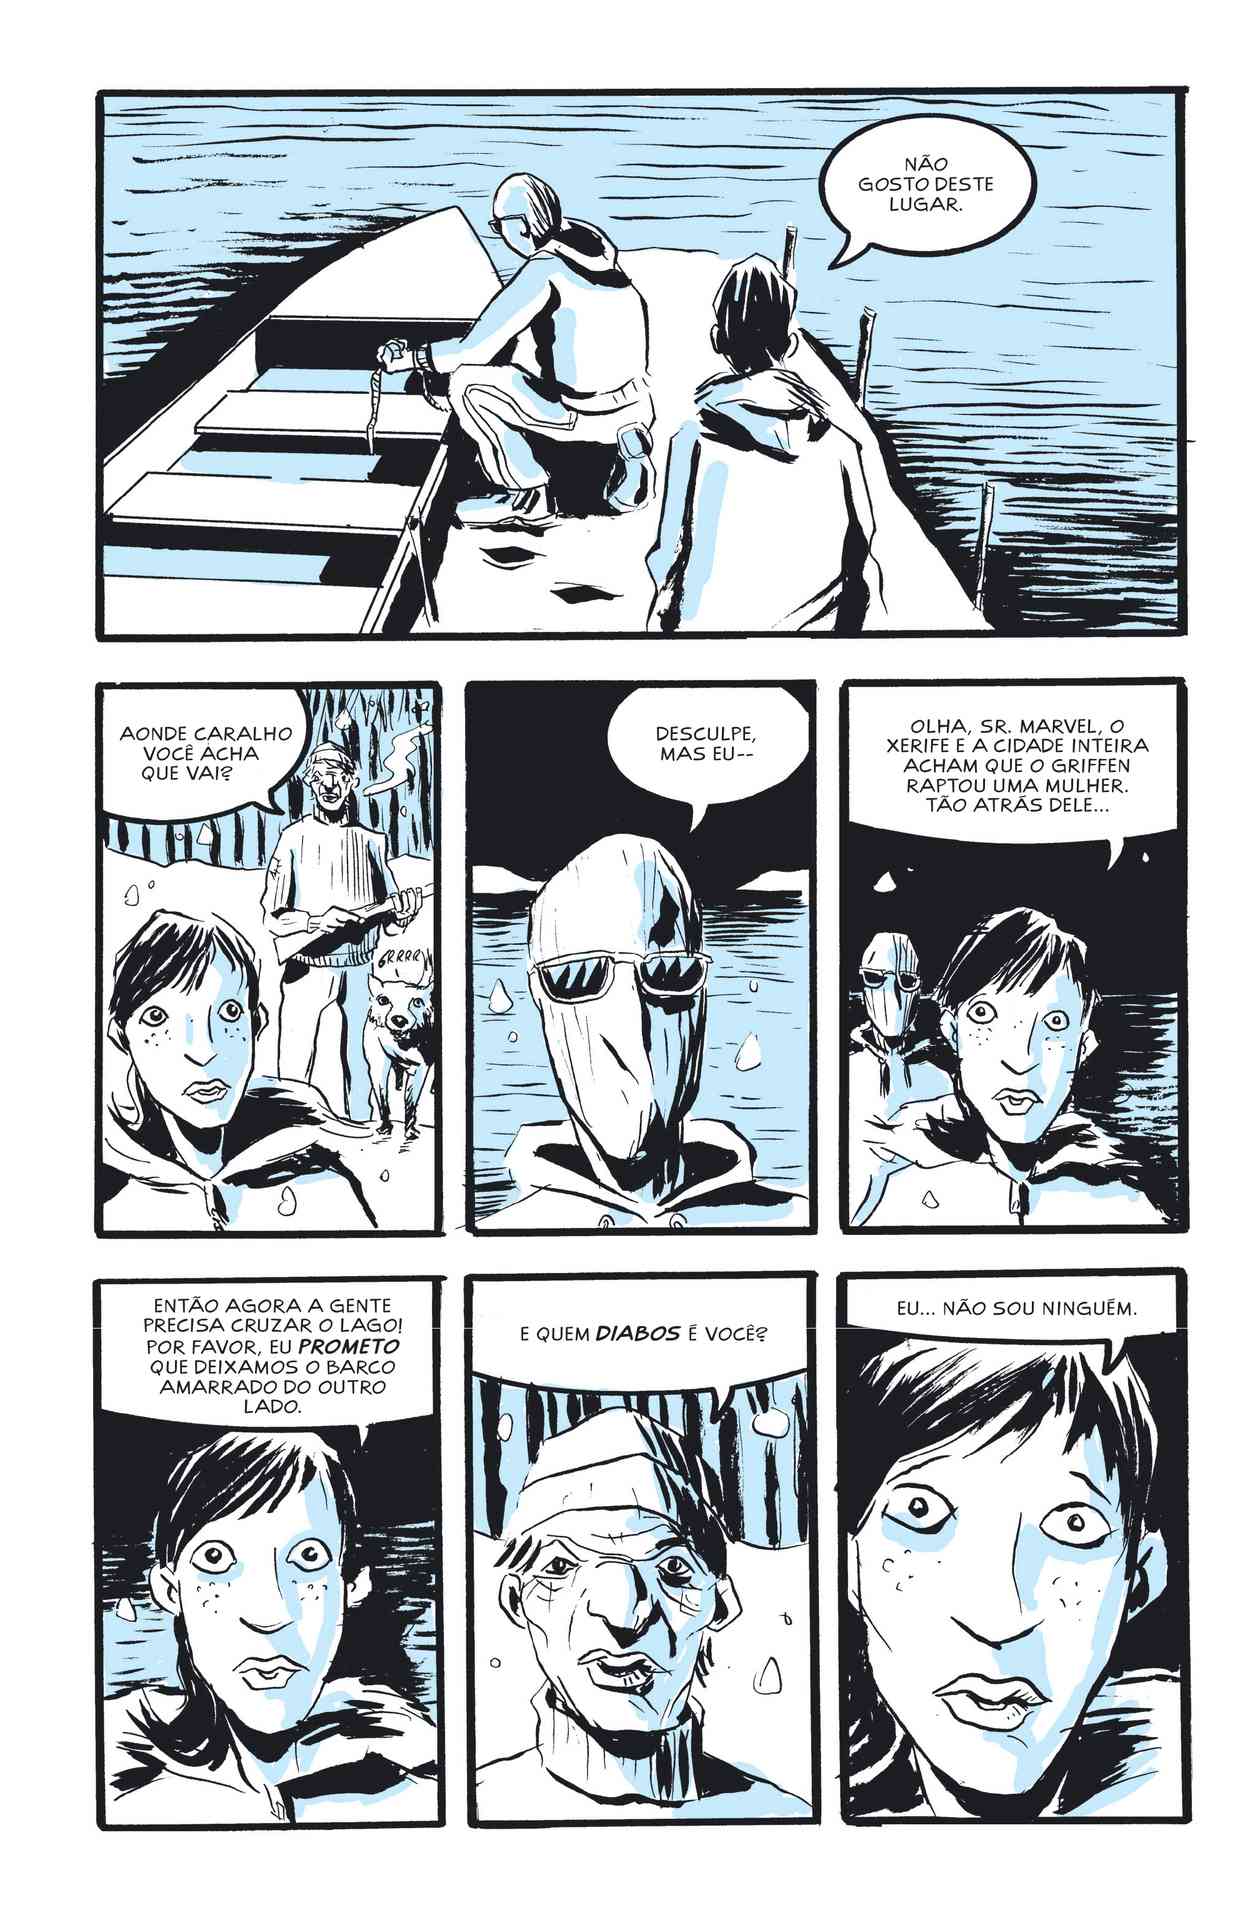 NÃO
GOSTO DESTE
LUGAR.
AONDE CARALHO
VOCÊ ACHA
QUE VAI?
GRRRR
DESCULPE,
MAS EU--
OLHA, SR. MARVEL, O
XERIFE E A CIDADE INTEIRA
ACHAM QUE O GRIFFEN
RAPTOU UMA MULHER.
TÃO ATRÁS DELE...
ENTÃO AGORA A GENTE
PRECISA CRUZAR O LAGO!
POR FAVOR, EU PROMETO
QUE DEIXAMOS O BARCO
AMARRADO DO OUTRO
LADO.
E QUEM DIABOS É VOCÊ?
EU... NÃO SOU NINGUÉM.